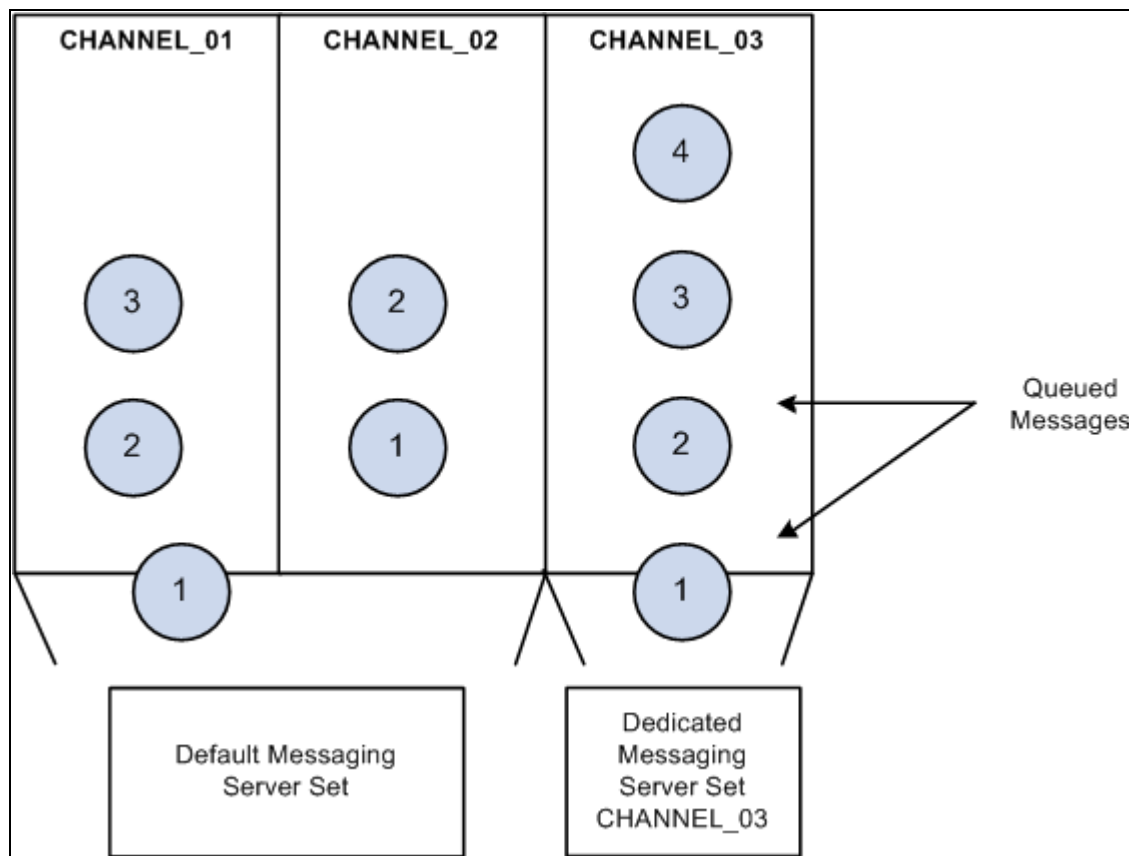 CHANNEL_01
CHANNEL_02
CHANNEL_03
4
3
2
3
2
1
2
1
1
Queued
Messages
Default Messaging
Server Set
Dedicated
Messaging
Server Set
CHANNEL_03